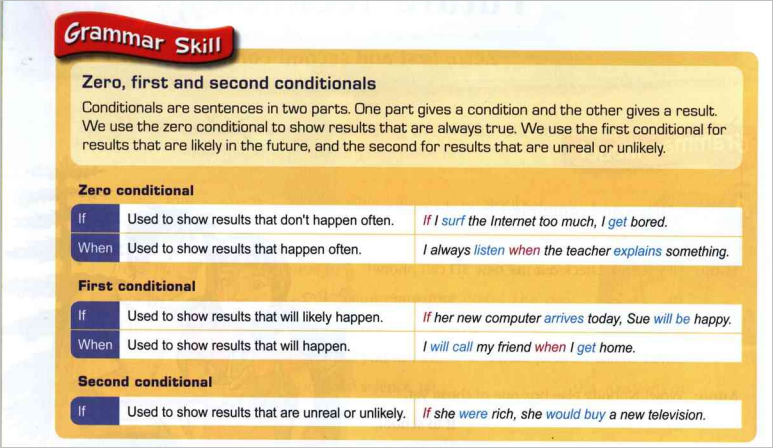 Grammar Skill
Zero, first and second conditionals
Conditionals are sentences in two parts. One part gives a condition and the other gives a result.
We use the zero conditional to show results that are always true. We use the first conditional for
results that are likely in the future, and the second for results that are unreal or unlikely.
Zero conditional
If Used to show results that don't happen often. If I surf the Internet too much, I get bored.
When Used to show results that happen often. I always listen when the teacher explains something.
First conditional
If Used to show results that will likely happen. If her new computer arrives today, Sue will be happy.
When Used to show results that will happen. I will call my friend when I get home.
Second conditional
If Used to show results that are unreal or unlikely. If she were rich, she would buy a new television.